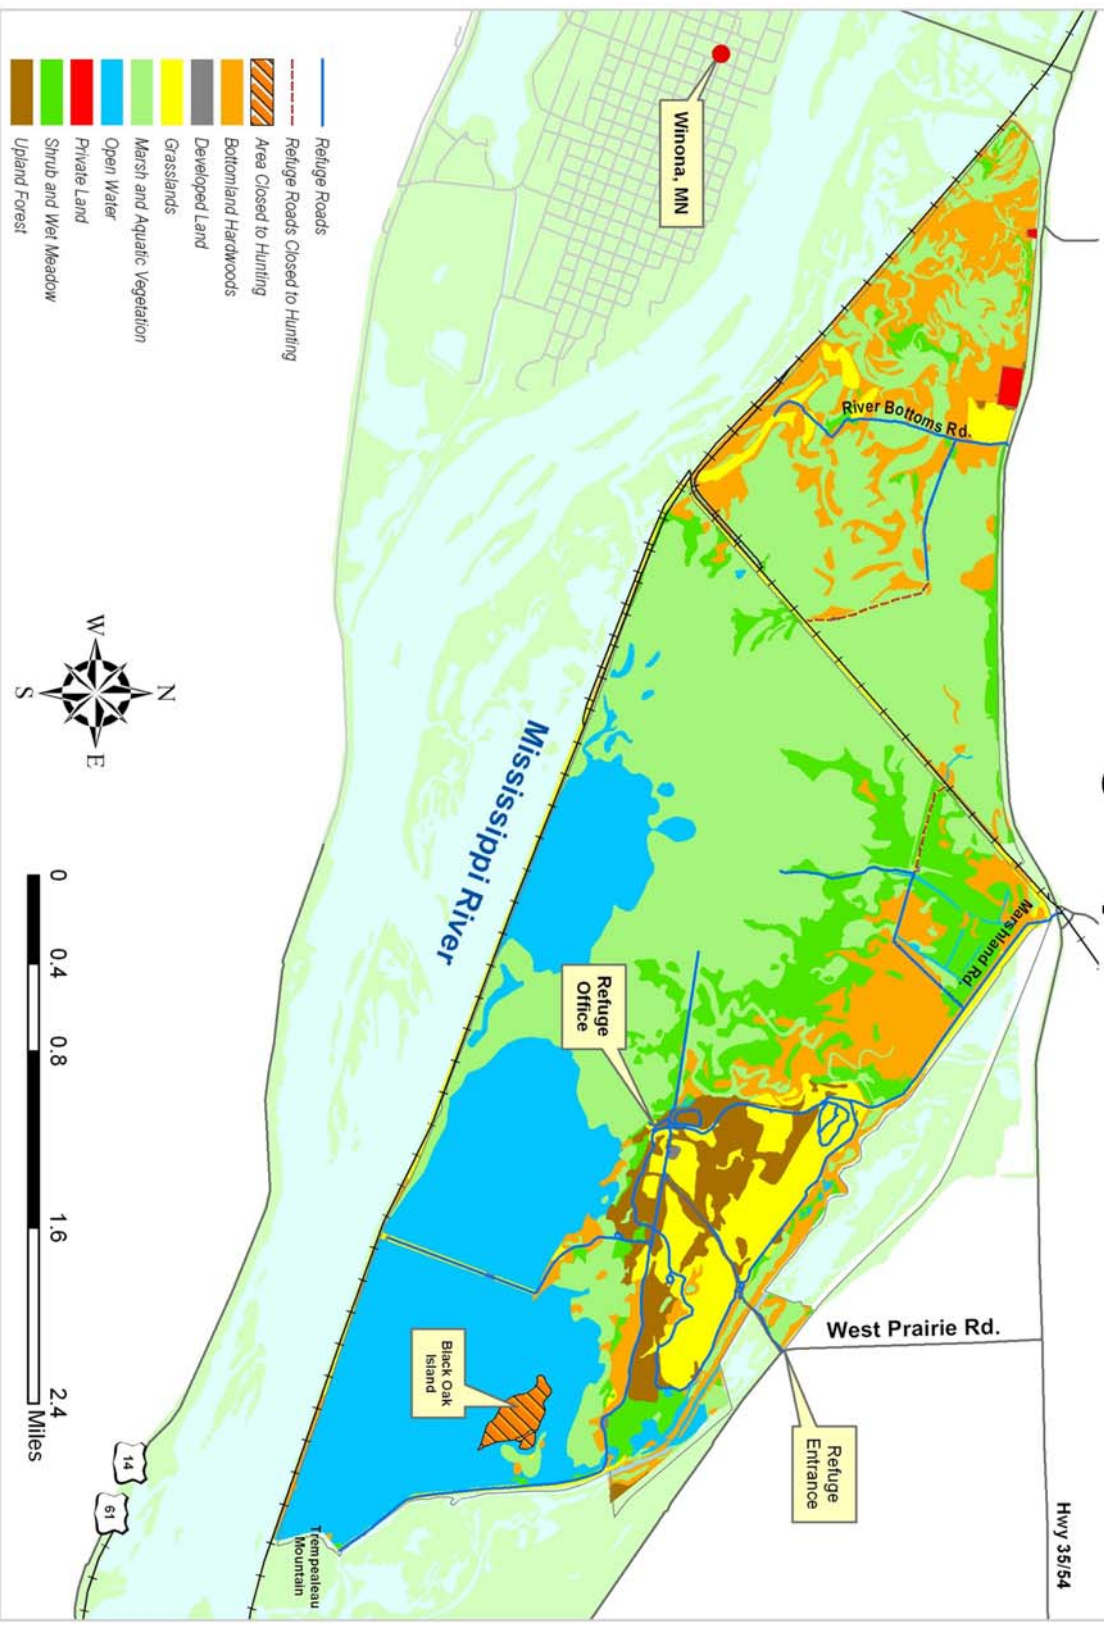 Winona, MN
River Bottoms Rd.
Marshland Rd.
Mississippi River
Refuge
Office
West Prairie Rd.
Black Oak
Island
Refuge
Entrance
Hwy 35/54
Trempealeau
Mountain
14
61
Refuge Roads
Refuge Roads Closed to Hunting
Area Closed to Hunting
Bottomland Hardwoods
Developed Land
Grasslands
Marsh and Aquatic Vegetation
Open Water
Private Land
Shrub and Wet Meadow
Upland Forest
N
W
E
S
0 0.4 0.8 1.6 2.4
Miles